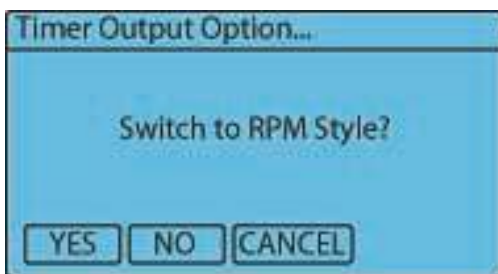 Timer Output Option...
Switch to RPM Style?
YES NO CANCEL